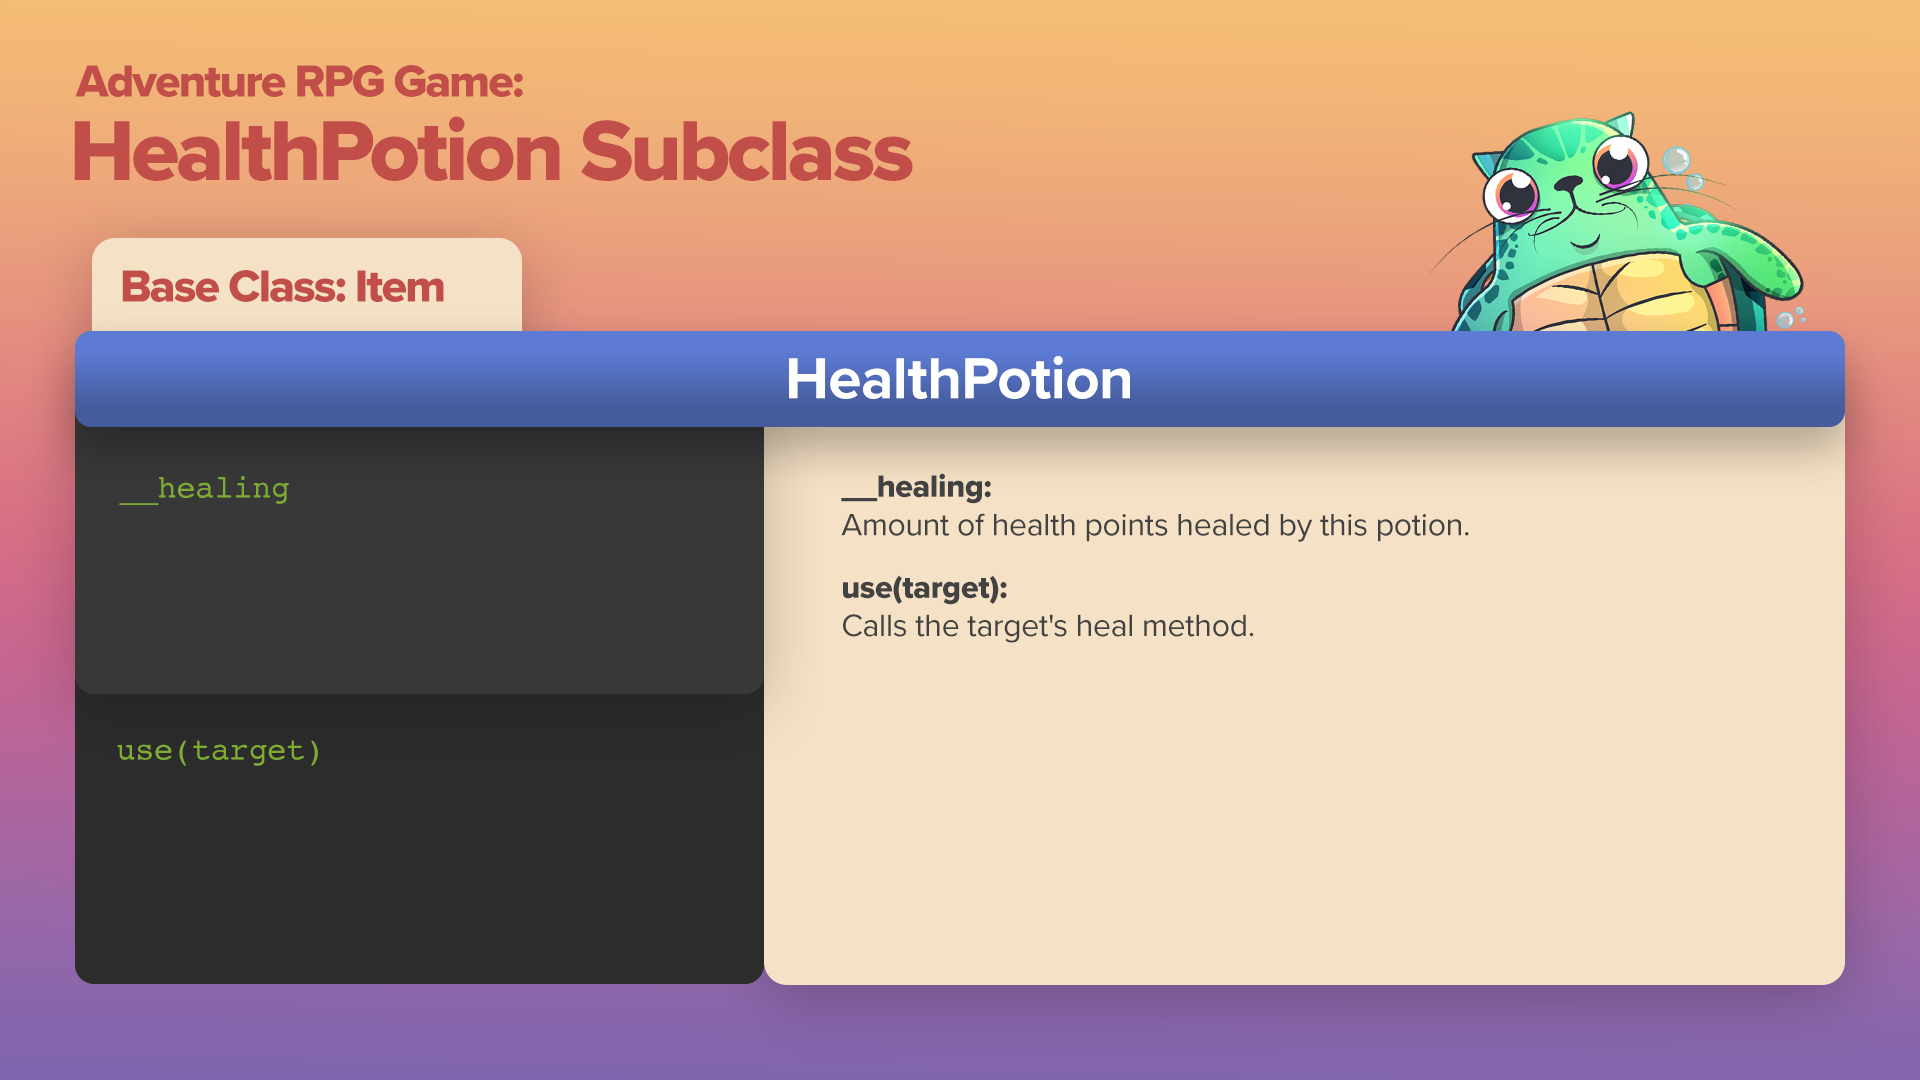 Adventure RPG Game:
HealthPotion Subclass
Base Class: Item
HealthPotion
__healing
use(target)
__healing:
Amount of health points healed by this potion.
use(target):
Calls the target's heal method.